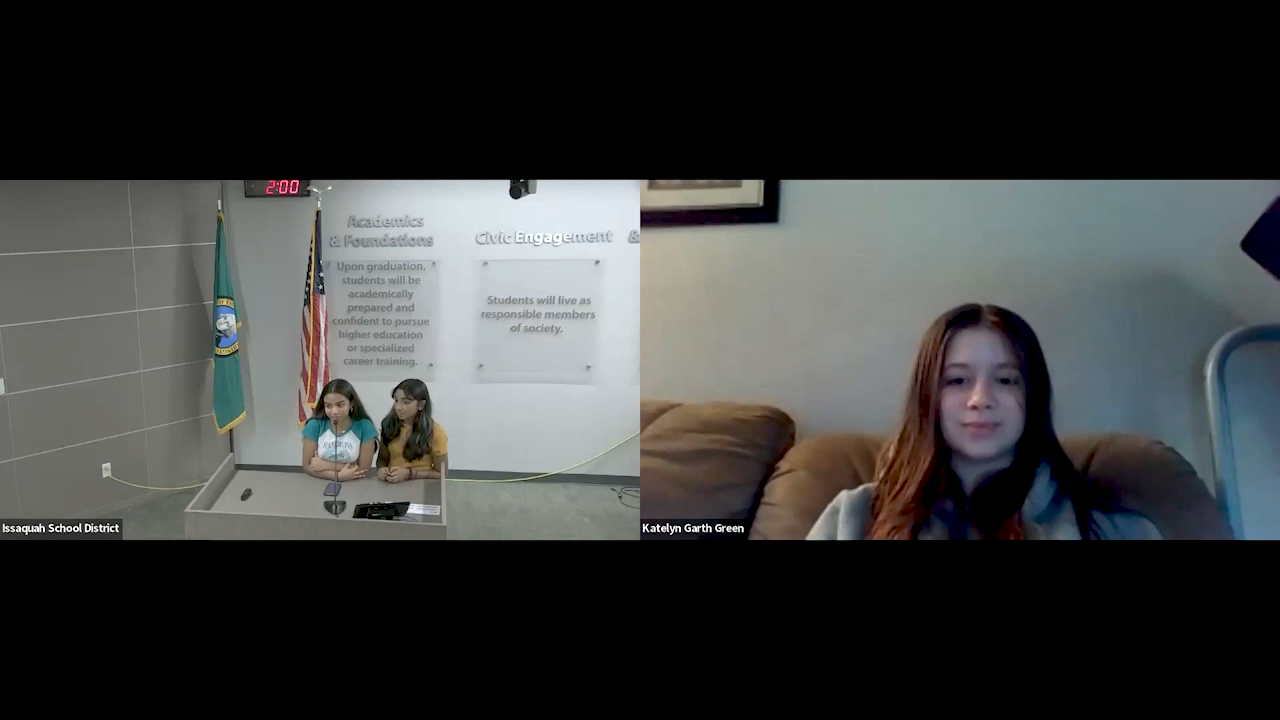 2:00
Academics
& Foundations
Upon graduation,
students will be
academically
prepared and
confident to pursue
higher education
or specialized
career training.
Civic Engagement
Students will live as
responsible members
of society.
&
Issaquah School District
Katelyn Garth Green